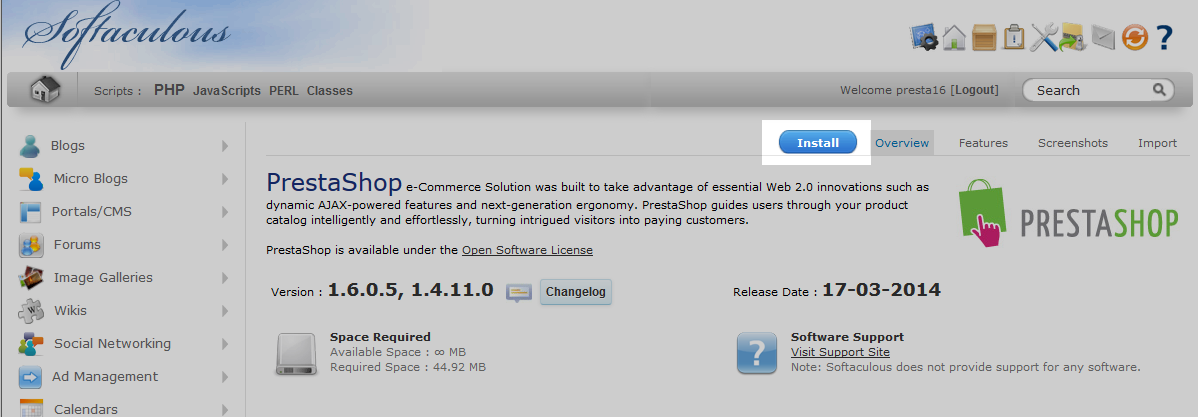 Softaculous
?
Scripts : PHP JavaScripts PERL Classes
Welcome presta16 [Logout]
Search
Blogs
Micro Blogs
Portals/CMS
Forums
Image Galleries
Wikis
Social Networking
Ad Management
Calendars
Install
Overview
Features
Screenshots
Import
PrestaShop e-Commerce Solution was built to take advantage of essential Web 2.0 innovations such as
dynamic AJAX-powered features and next-generation ergonomy. PrestaShop guides users through your product
catalog intelligently and effortlessly, turning intrigued visitors into paying customers.
PRESTASHOP
PrestaShop is available under the Open Software License
Version : 1.6.0.5, 1.4.11.0
Changelog
Release Date : 17-03-2014
Space Required
Available Space : ∞ MB
Required Space : 44.92 MB
?
Software Support
Visit Support Site
Note: Softaculous does not provide support for any software.